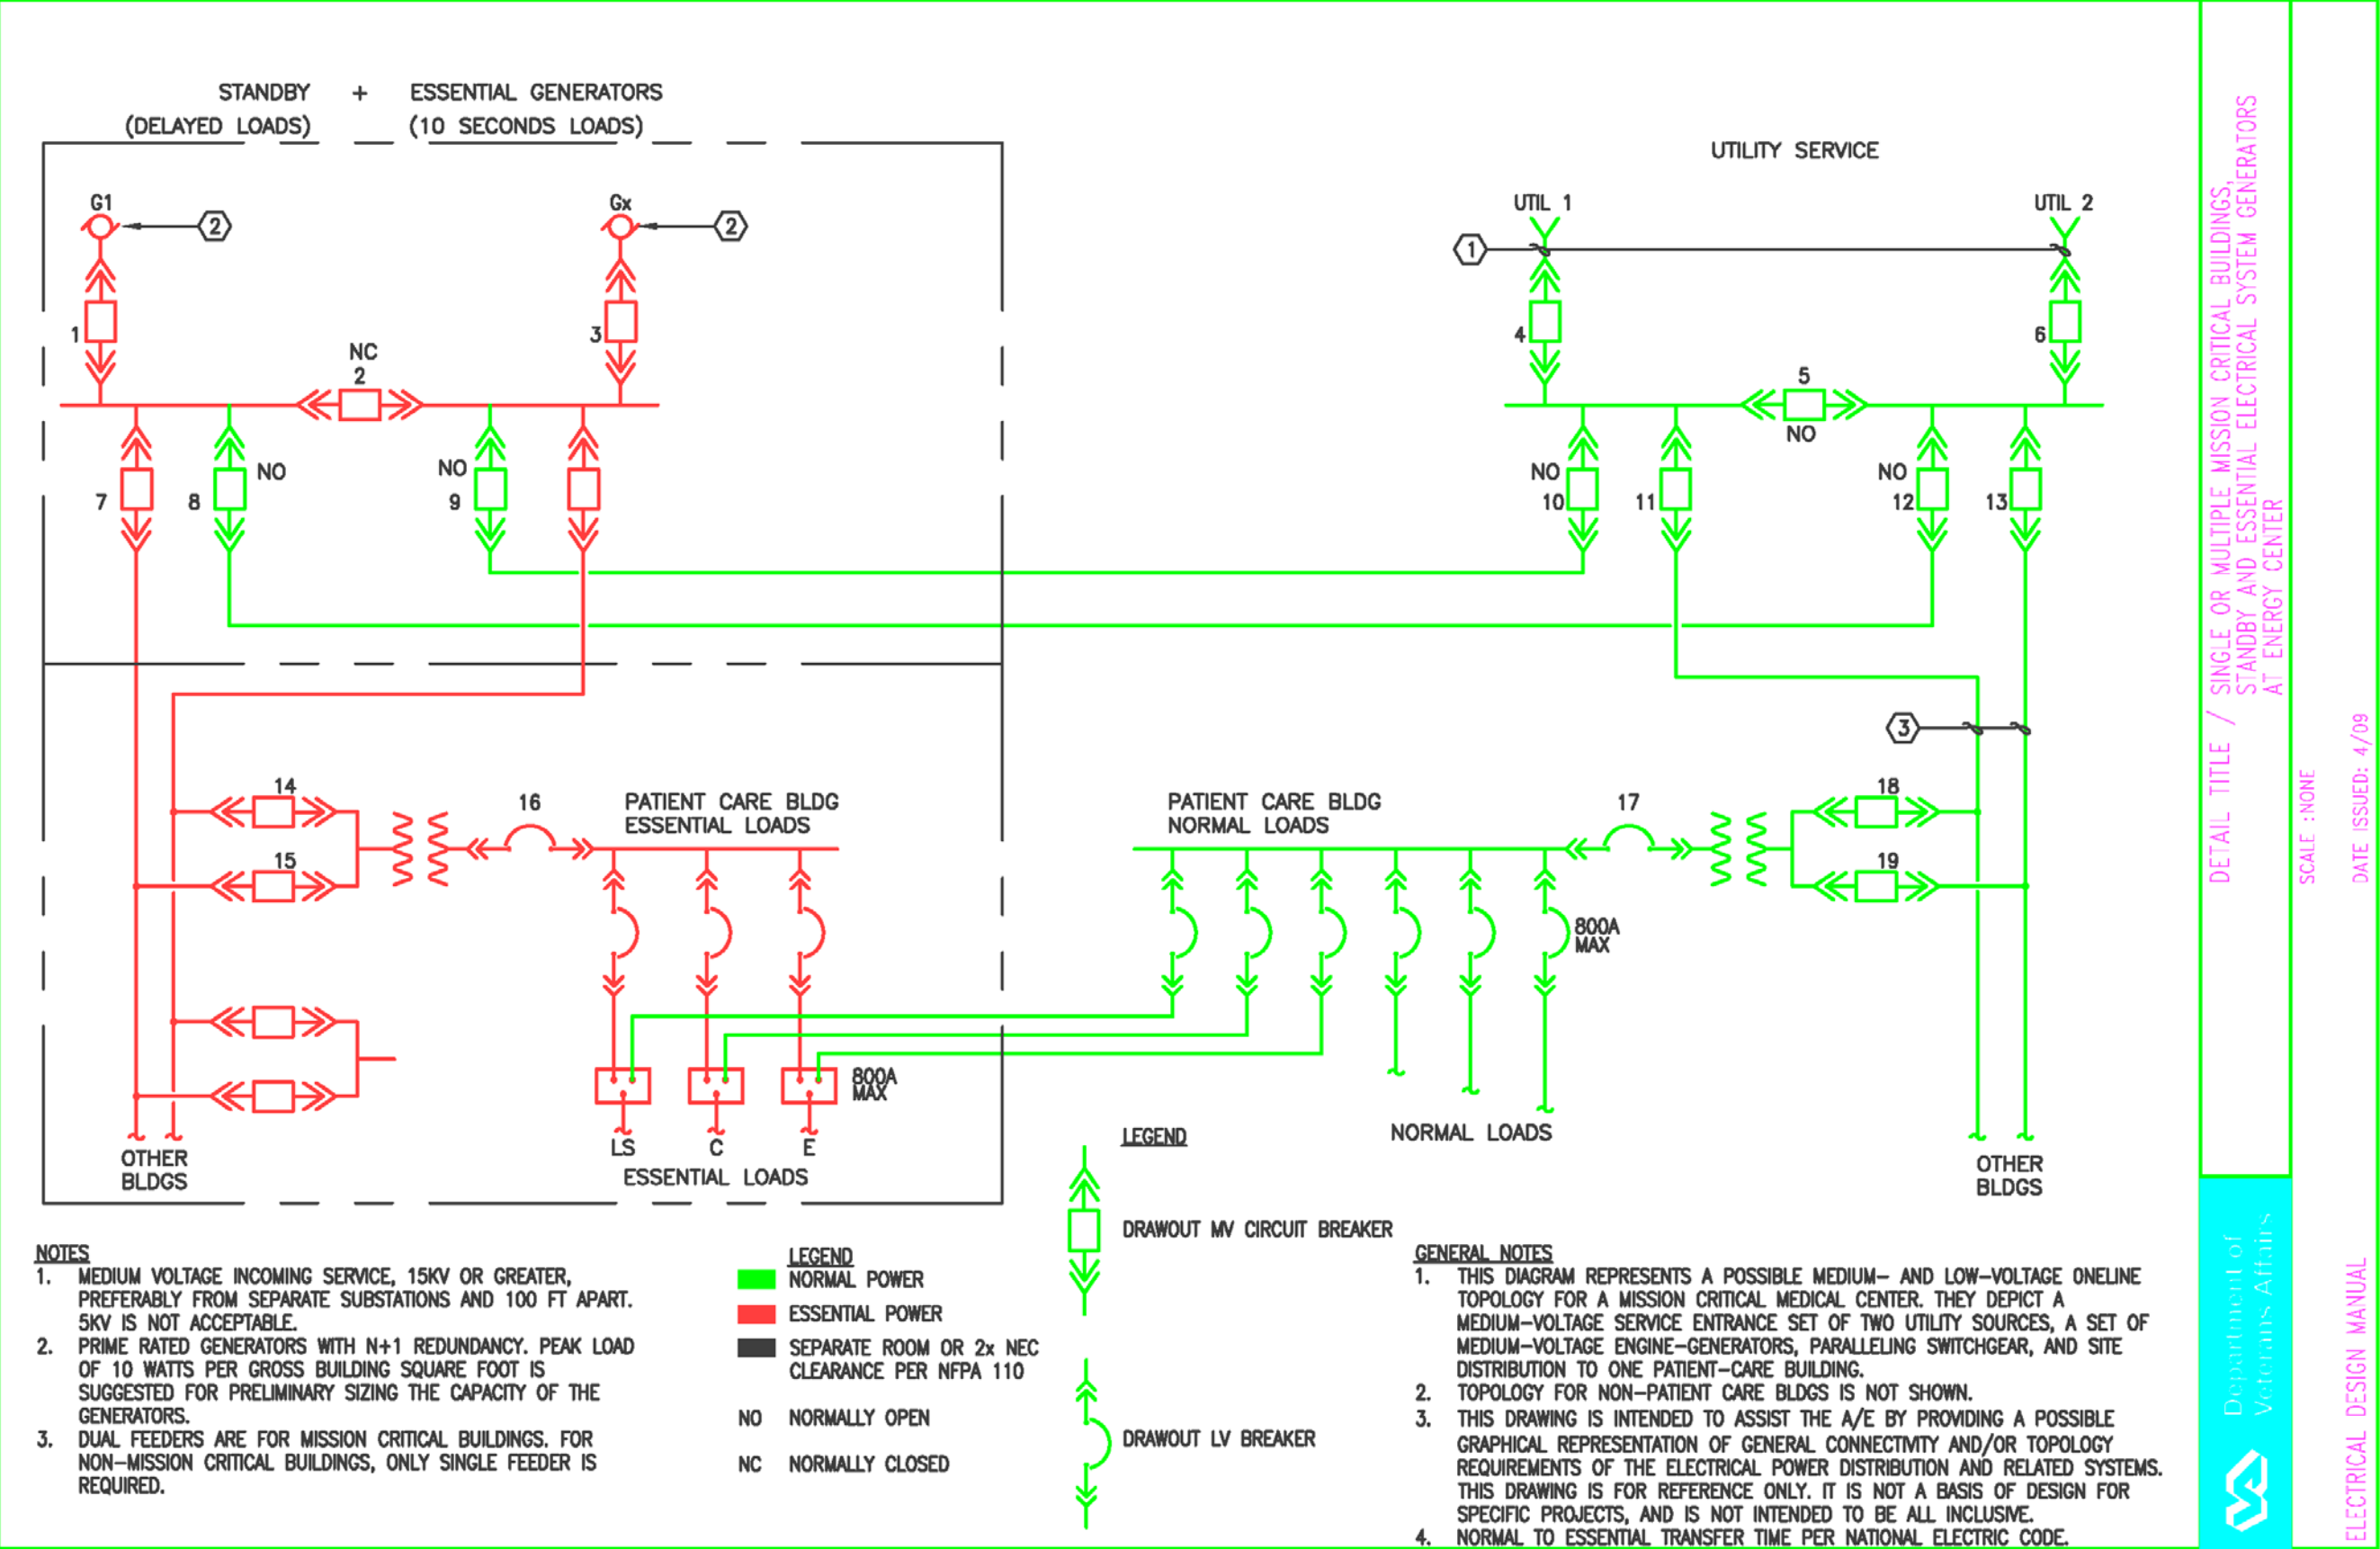 STANDBY + ESSENTIAL GENERATORS
(DELAYED LOADS) (10 SECONDS LOADS)
G1
2
Gx
2
1
NC
2
3
7
8
NO
NO
9
UTILITY SERVICE
UTIL 1
UTIL 2
1
4
6
5
NO
NO
10
11
NO
12
13
3
14
15
16
PATIENT CARE BLDG
ESSENTIAL LOADS
800A
MAX
LS
C
E
ESSENTIAL LOADS
OTHER
BLDGS
PATIENT CARE BLDG
NORMAL LOADS
17
18
19
800A
MAX
NORMAL LOADS
OTHER
BLDGS
NOTES
1. MEDIUM VOLTAGE INCOMING SERVICE, 15KV OR GREATER,
PREFERABLY FROM SEPARATE SUBSTATIONS AND 100 FT APART.
5KV IS NOT ACCEPTABLE.
2. PRIME RATED GENERATORS WITH N+1 REDUNDANCY. PEAK LOAD
OF 10 WATTS PER GROSS BUILDING SQUARE FOOT IS
SUGGESTED FOR PRELIMINARY SIZING THE CAPACITY OF THE
GENERATORS.
3. DUAL FEEDERS ARE FOR MISSION CRITICAL BUILDINGS. FOR
NON-MISSION CRITICAL BUILDINGS, ONLY SINGLE FEEDER IS
REQUIRED.
LEGEND
NORMAL POWER
ESSENTIAL POWER
SEPARATE ROOM OR 2x NEC
CLEARANCE PER NFPA 110
NO NORMALLY OPEN
NC NORMALLY CLOSED
LEGEND
DRAWOUT MV CIRCUIT BREAKER
DRAWOUT LV BREAKER
GENERAL NOTES
1. THIS DIAGRAM REPRESENTS A POSSIBLE MEDIUM- AND LOW-VOLTAGE ONELINE
TOPOLOGY FOR A MISSION CRITICAL MEDICAL CENTER. THEY DEPICT A
MEDIUM-VOLTAGE SERVICE ENTRANCE SET OF TWO UTILITY SOURCES, A SET OF
MEDIUM-VOLTAGE ENGINE-GENERATORS, PARALLELING SWITCHGEAR, AND SITE
DISTRIBUTION TO ONE PATIENT-CARE BUILDING.
2. TOPOLOGY FOR NON-PATIENT CARE BLDGS IS NOT SHOWN.
3. THIS DRAWING IS INTENDED TO ASSIST THE A/E BY PROVIDING A POSSIBLE
GRAPHICAL REPRESENTATION OF GENERAL CONNECTIVITY AND/OR TOPOLOGY
REQUIREMENTS OF THE ELECTRICAL POWER DISTRIBUTION AND RELATED SYSTEMS.
THIS DRAWING IS FOR REFERENCE ONLY. IT IS NOT A BASIS OF DESIGN FOR
SPECIFIC PROJECTS, AND IS NOT INTENDED TO BE ALL INCLUSIVE.
4. NORMAL TO ESSENTIAL TRANSFER TIME PER NATIONAL ELECTRIC CODE.
DETAIL TITLE / SINGLE OR MULTIPLE MISSION CRITICAL BUILDINGS,
STANDBY AND ESSENTIAL ELECTRICAL SYSTEM GENERATORS
AT ENERGY CENTER
SCALE :NONE
DATE ISSUED: 4/09
Department of
Veterans Affairs
ELECTRICAL DESIGN MANUAL